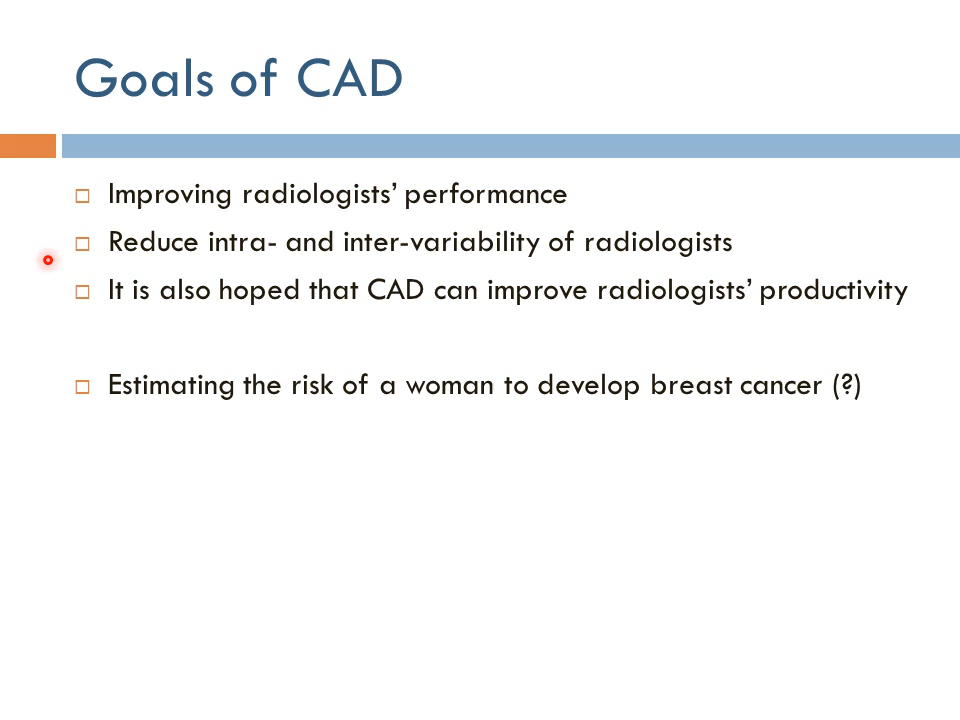 Goals of CAD
Improving radiologists’ performance
Reduce intra- and inter-variability of radiologists
It is also hoped that CAD can improve radiologists’ productivity
Estimating the risk of a woman to develop breast cancer (?)